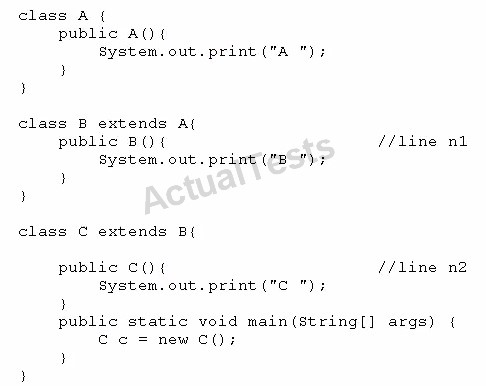 class A {
    public A(){
        System.out.print("A ");
    }
}
class B extends A{
    public B(){                    //line n1
        System.out.print("B ");
    }
}
class C extends B{
    public C(){                    //line n2
        System.out.print("C ");
    }
    public static void main(String[] args) {
        C c = new C();
    }
}
ActualTests